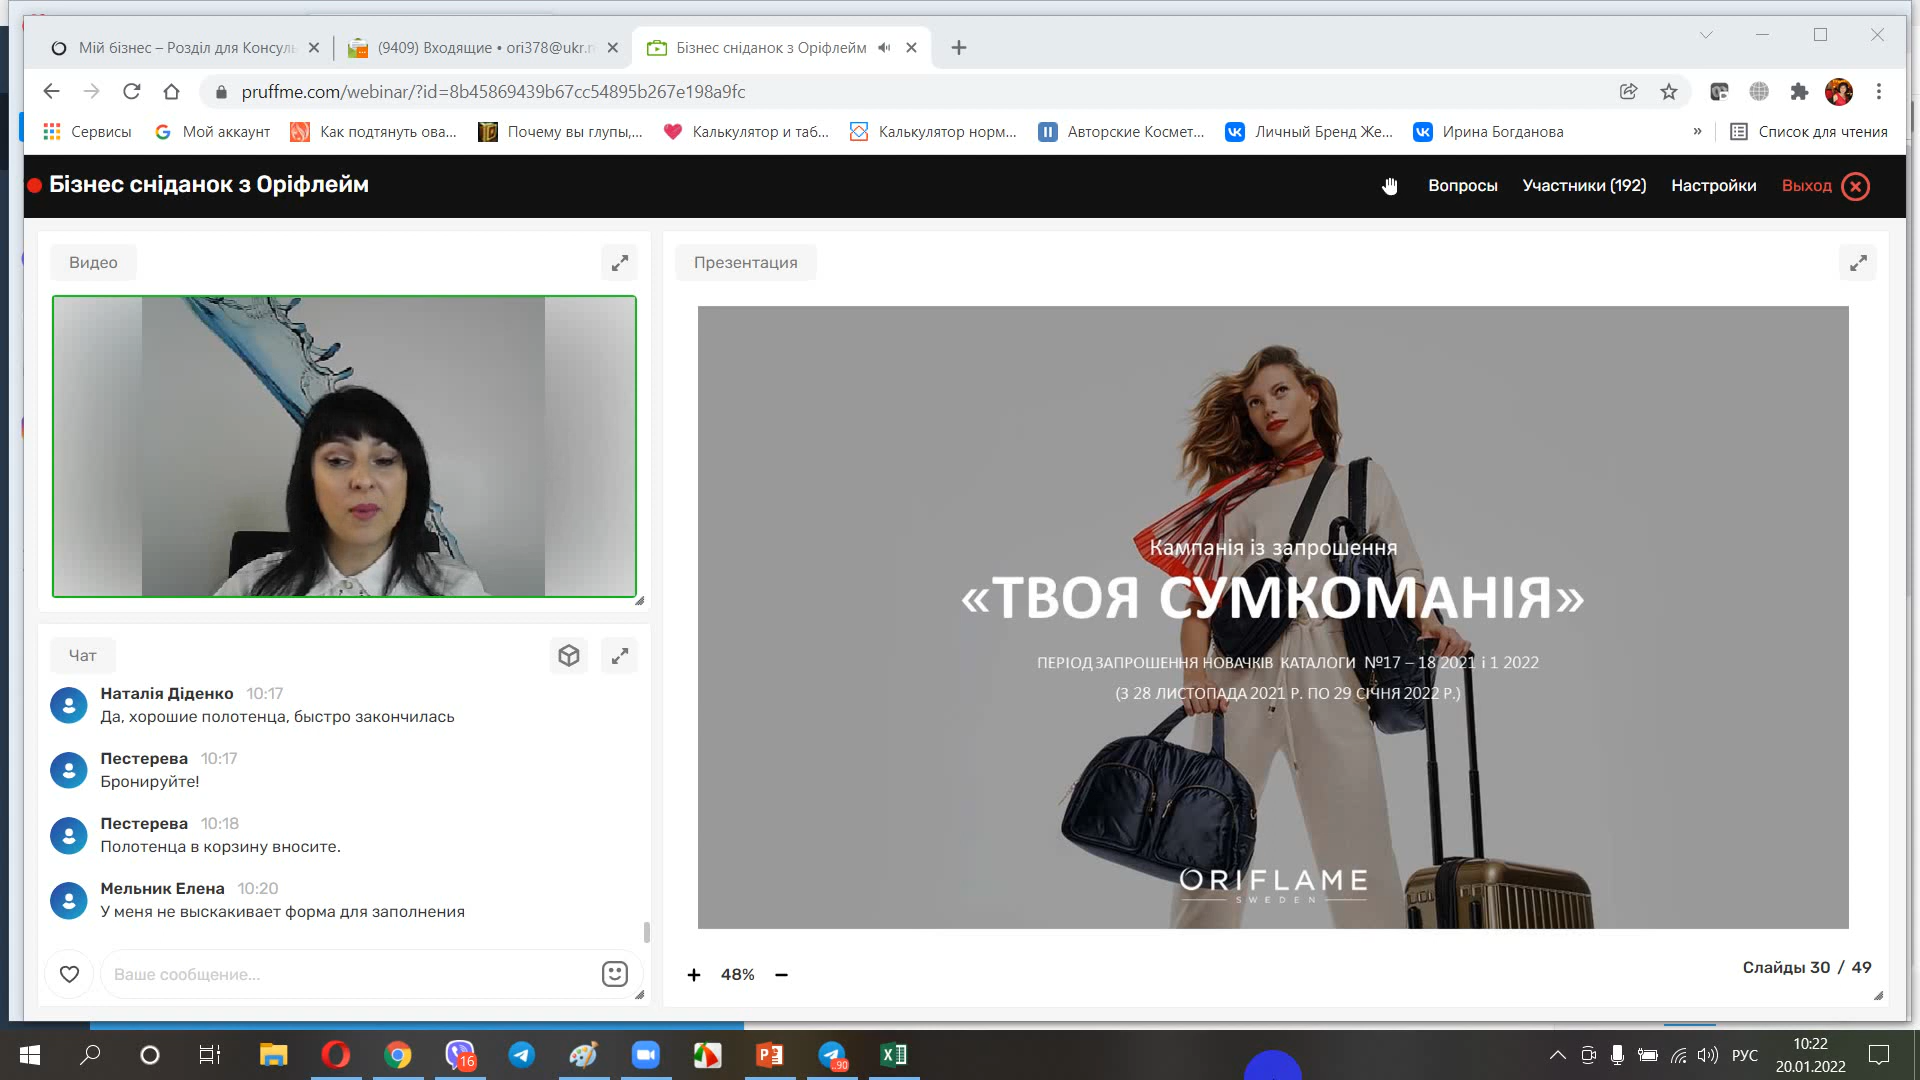 Мій бізнес – Розділ для Консуль
(9409) Входящие • ori378@ukr.n
Бізнес сніданок з Оріфлейм
pruffme.com/webinar/?id=8b45869439b67cc54895b267e198a9fc
Сервисы
Мой аккаунт
Как подтянуть ова...
Почему вы глупы,...
Калькулятор и таб...
Калькулятор норм...
Авторские Космет...
Личный Бренд Же...
Ирина Богданова
»
Список для чтения
Бізнес сніданок з Оріфлейм
Вопросы
Участники (192)
Настройки
Выход
Видео
Презентация
Кампанія із запрошення
«ТВОЯ СУМКОМАНІЯ»
ПЕРІОД ЗАПРОШЕННЯ НОВАЧКІВ КАТАЛОГИ №17 – 18 2021 і 1 2022
(З 28 ЛИСТОПАДА 2021 Р. ПО 29 СІЧНЯ 2022 Р.)
ORIFLAME
SWEDEN
Чат
Наталія Діденко 10:17
Да, хорошие полотенца, быстро закончилась
Пестерева 10:17
Бронируйте!
Пестерева 10:18
Полотенца в корзину вносите.
Мельник Елена 10:20
У меня не выскакивает форма для заполнения
Ваше сообщение...
+ 48% −
Слайды 30 / 49
16
90
РУС
10:22
20.01.2022